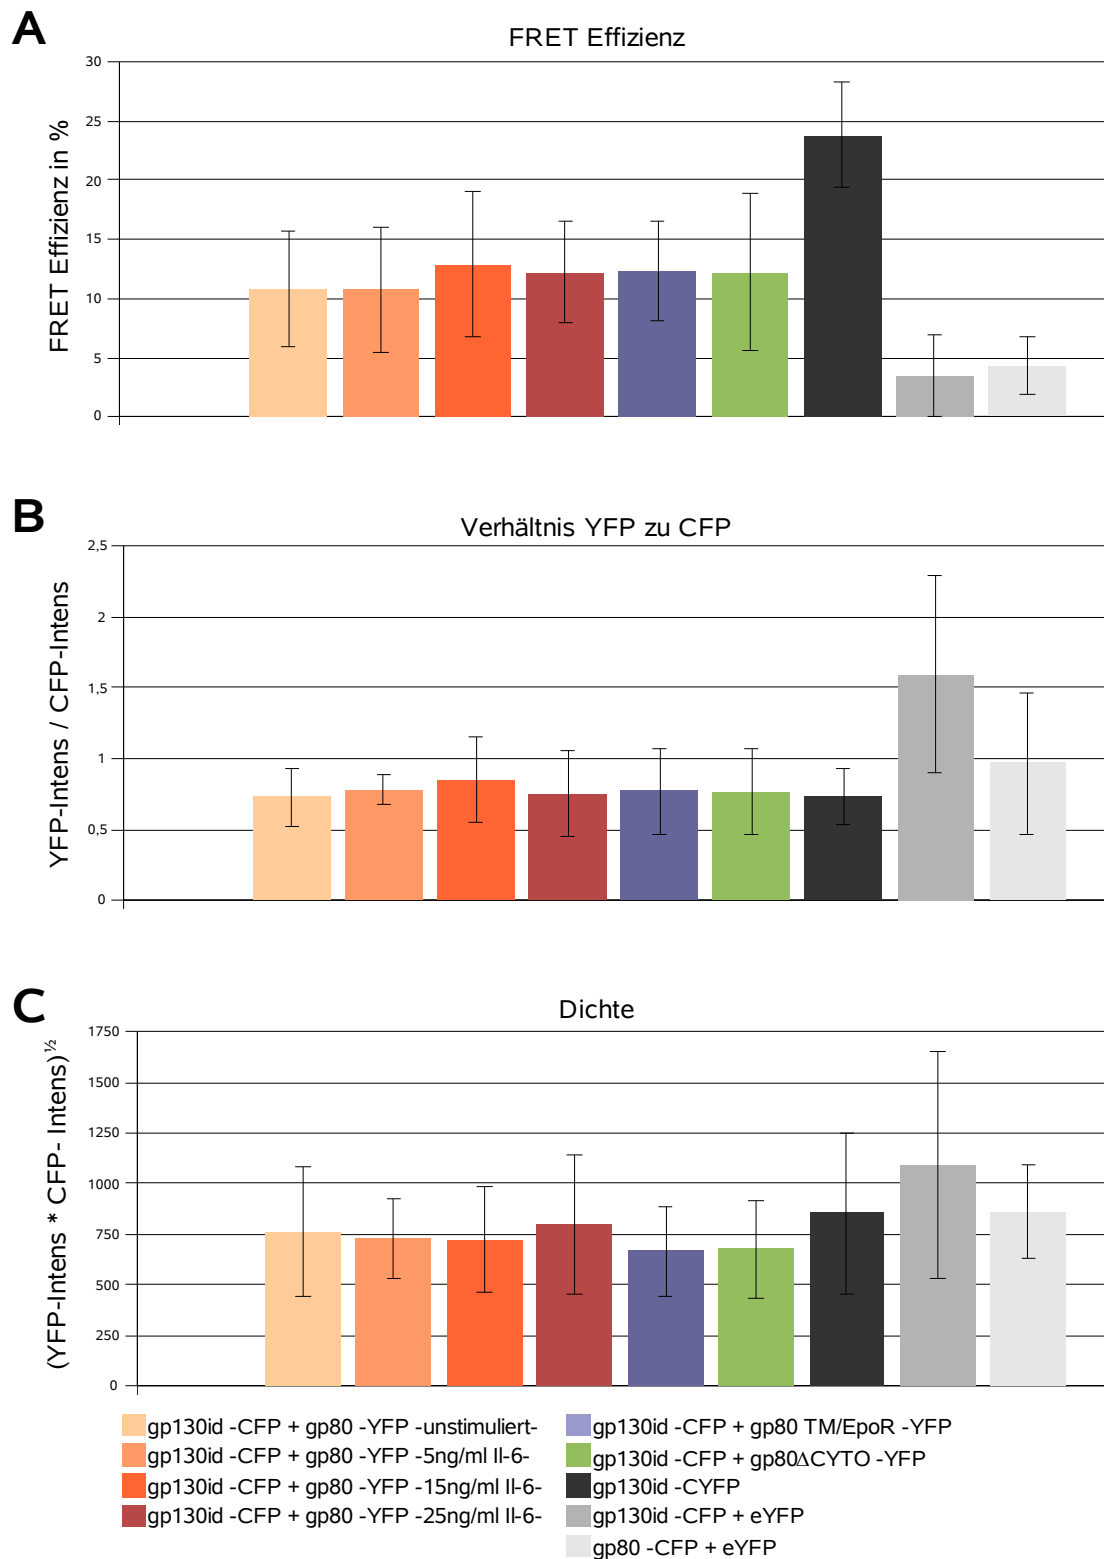 A
FRET Effizienz
FRET Effizienz in %
30
25
20
15
10
5
0
B
Verhältnis YFP zu CFP
YFP-Intens / CFP-Intens
2,5
2
1,5
1
0,5
0
C
Dichte
(YFP-Intens * CFP- Intens)½
1750
1500
1250
1000
750
500
250
0
gp130id -CFP + gp80 -YFP -unstimuliert-
gp130id -CFP + gp80 -YFP -5ng/ml Il-6-
gp130id -CFP + gp80 -YFP -15ng/ml Il-6-
gp130id -CFP + gp80 -YFP -25ng/ml Il-6-
gp130id -CFP + gp80 TM/EpoR -YFP
gp130id -CFP + gp80ΔCYTO -YFP
gp130id -CYFP
gp130id -CFP + eYFP
gp80 -CFP + eYFP